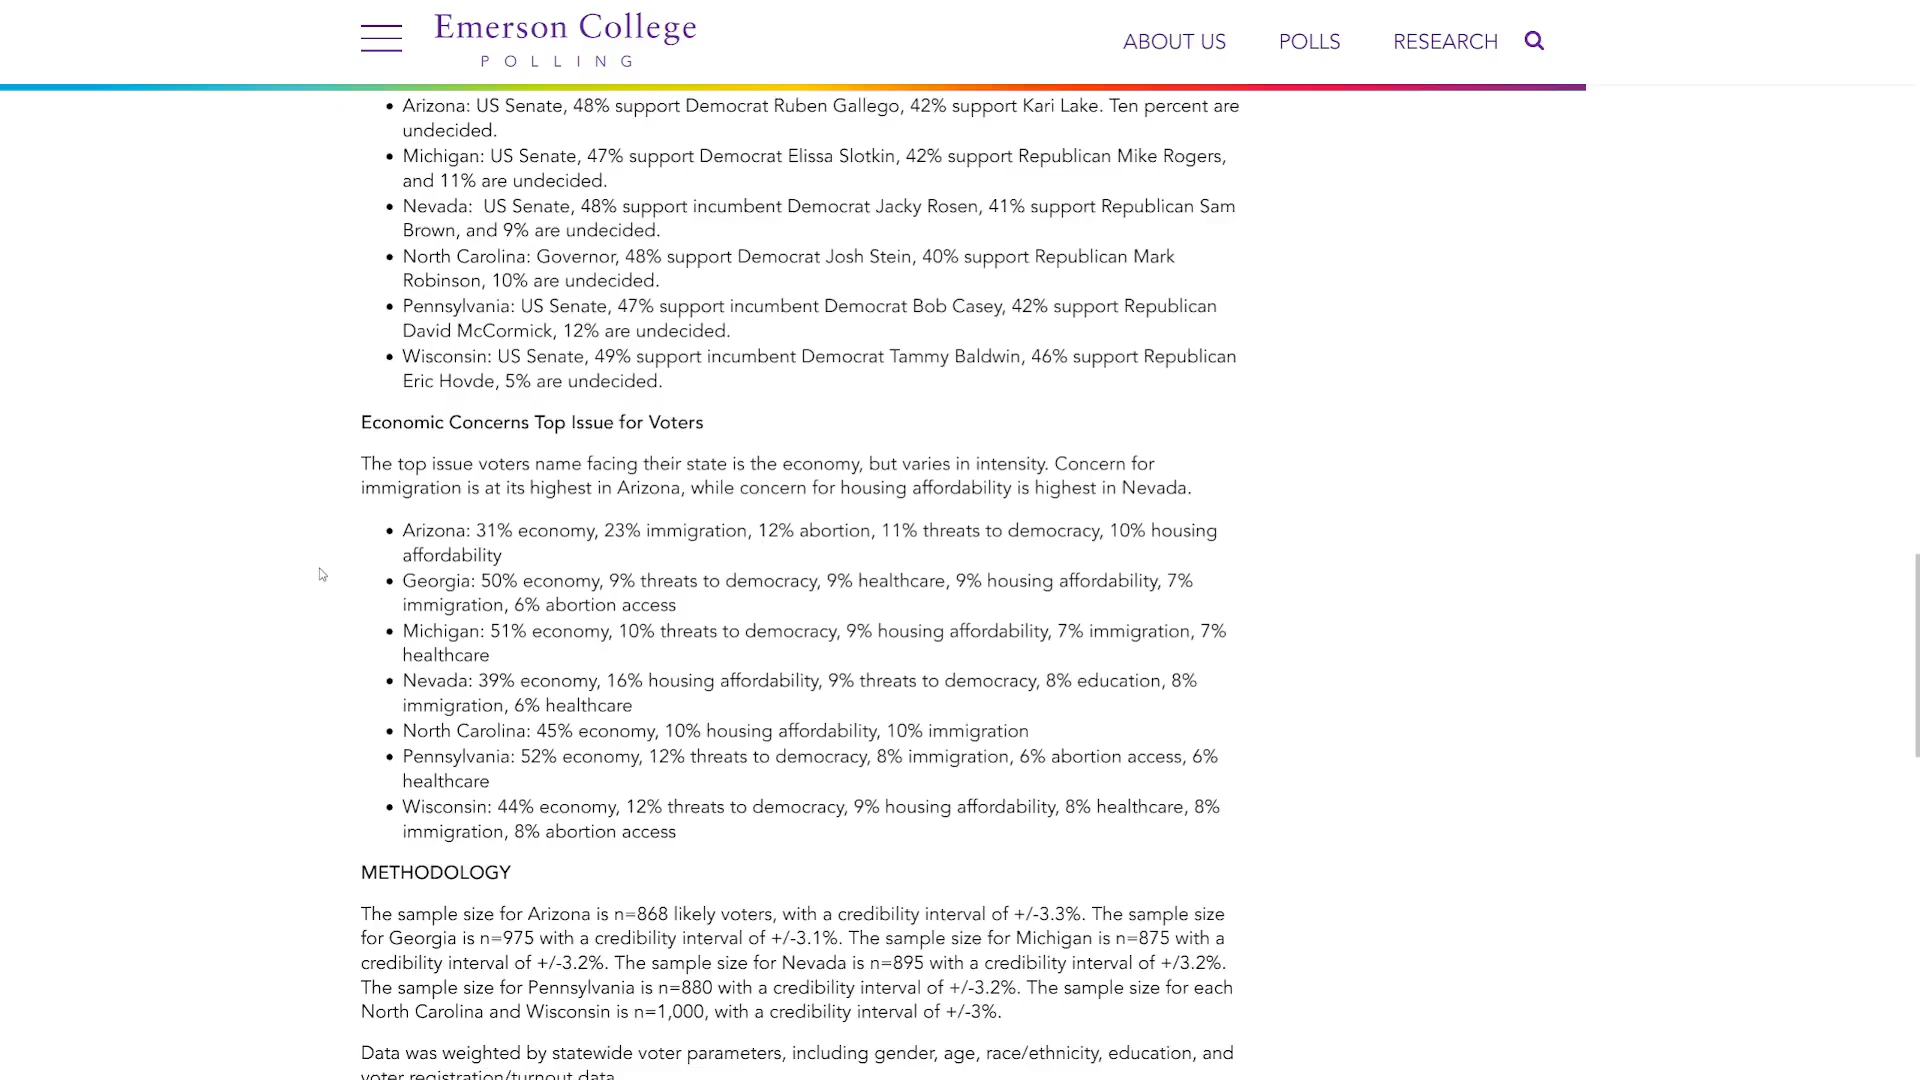 Emerson College
POLLING
ABOUT US
POLLS
RESEARCH
• Arizona: US Senate, 48% support Democrat Ruben Gallego, 42% support Kari Lake. Ten percent are
undecided.
• Michigan: US Senate, 47% support Democrat Elissa Slotkin, 42% support Republican Mike Rogers,
and 11% are undecided.
• Nevada:  US Senate, 48% support incumbent Democrat Jacky Rosen, 41% support Republican Sam
Brown, and 9% are undecided.
• North Carolina: Governor, 48% support Democrat Josh Stein, 40% support Republican Mark
Robinson, 10% are undecided.
• Pennsylvania: US Senate, 47% support incumbent Democrat Bob Casey, 42% support Republican
David McCormick, 12% are undecided.
• Wisconsin: US Senate, 49% support incumbent Democrat Tammy Baldwin, 46% support Republican
Eric Hovde, 5% are undecided.
Economic Concerns Top Issue for Voters
The top issue voters name facing their state is the economy, but varies in intensity. Concern for
immigration is at its highest in Arizona, while concern for housing affordability is highest in Nevada.
• Arizona: 31% economy, 23% immigration, 12% abortion, 11% threats to democracy, 10% housing
affordability
• Georgia: 50% economy, 9% threats to democracy, 9% healthcare, 9% housing affordability, 7%
immigration, 6% abortion access
• Michigan: 51% economy, 10% threats to democracy, 9% housing affordability, 7% immigration, 7%
healthcare
• Nevada: 39% economy, 16% housing affordability, 9% threats to democracy, 8% education, 8%
immigration, 6% healthcare
• North Carolina: 45% economy, 10% housing affordability, 10% immigration
• Pennsylvania: 52% economy, 12% threats to democracy, 8% immigration, 6% abortion access, 6%
healthcare
• Wisconsin: 44% economy, 12% threats to democracy, 9% housing affordability, 8% healthcare, 8%
immigration, 8% abortion access
METHODOLOGY
The sample size for Arizona is n=868 likely voters, with a credibility interval of +/-3.3%. The sample size
for Georgia is n=975 with a credibility interval of +/-3.1%. The sample size for Michigan is n=875 with a
credibility interval of +/-3.2%. The sample size for Nevada is n=895 with a credibility interval of +/3.2%.
The sample size for Pennsylvania is n=880 with a credibility interval of +/-3.2%. The sample size for each
North Carolina and Wisconsin is n=1,000, with a credibility interval of +/-3%.
Data was weighted by statewide voter parameters, including gender, age, race/ethnicity, education, and
voter registration/turnout data